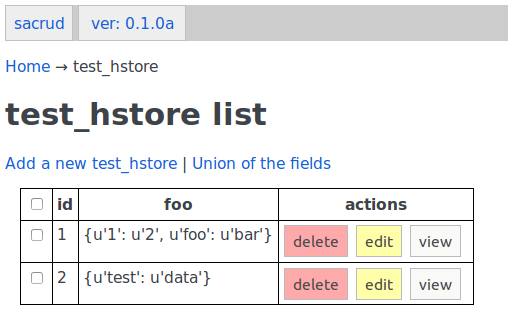 sacrud ver: 0.1.0a
Home → test_hstore
test_hstore list
Add a new test_hstore | Union of the fields
id foo actions
1 {u'1': u'2', u'foo': u'bar'} delete edit view
2 {u'test': u'data'} delete edit view